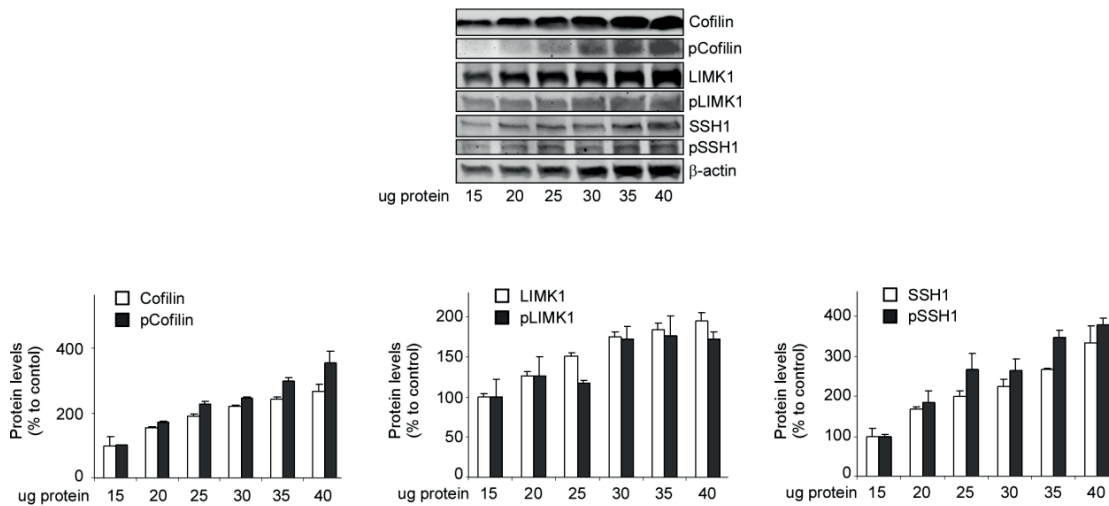 Cofilin
pCofilin
LIMK1
pLIMK1
SSH1
pSSH1
β-actin
ug protein 15 20 25 30 35 40
Cofilin
pCofilin
Protein levels
(% to contol)
400
200
0
ug protein 15 20 25 30 35 40
LIMK1
pLIMK1
Protein levels
(% to control)
200
150
100
50
0
ug protein 15 20 25 30 35 40
SSH1
pSSH1
Protein levels
(% to control)
400
300
200
100
0
ug protein 15 20 25 30 35 40